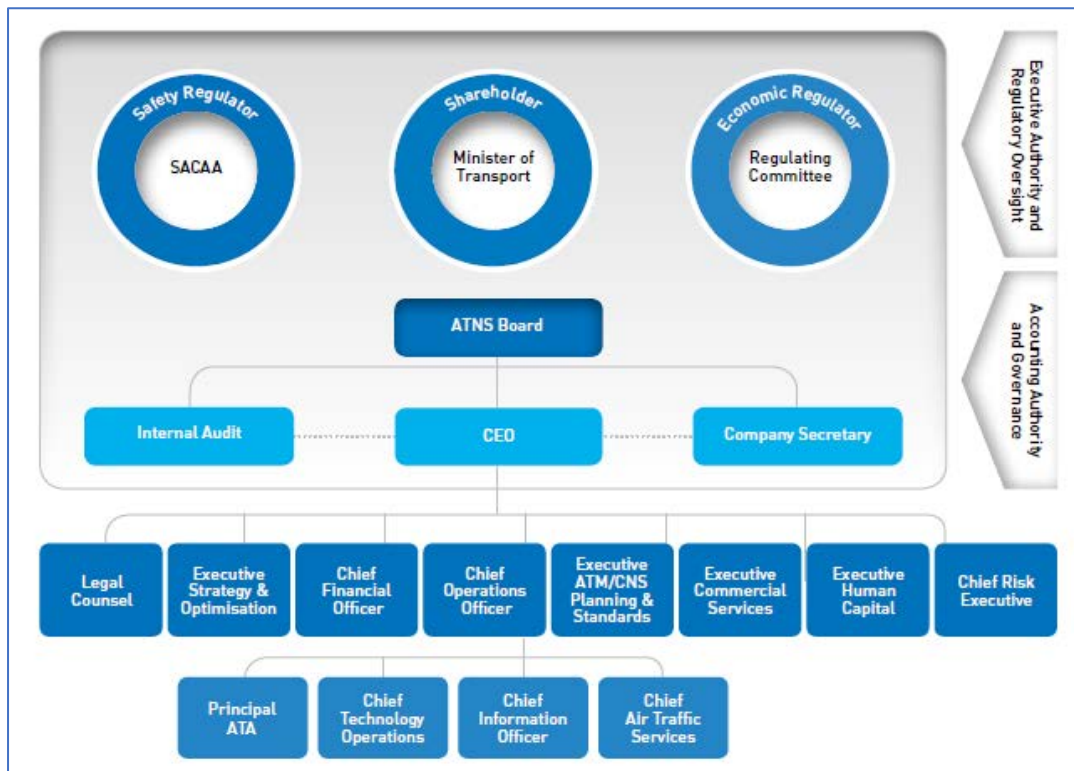 Safety Regulator
SACAA
Shareholder
Minister of
Transport
Economic Regulator
Regulating
Committee
Executive Authority and
Regulatory Oversight
ATNS Board
Internal Audit
CEO
Company Secretary
Accounting Authority
and Governance
Legal
Counsel
Executive
Strategy &
Optimisation
Chief
Financial
Officer
Chief
Operations
Officer
Executive
ATM/CNS
Planning &
Standards
Executive
Commercial
Services
Executive
Human
Capital
Chief Risk
Executive
Principal
ATA
Chief
Technology
Operations
Chief
Information
Officer
Chief
Air Traffic
Services